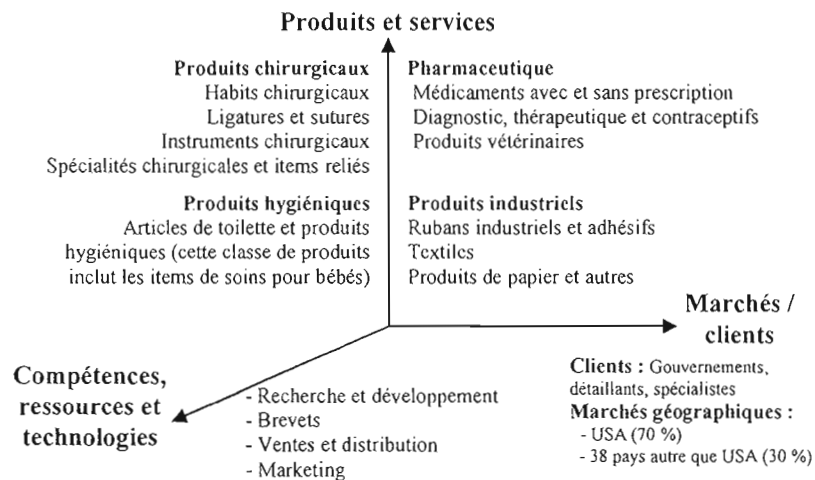 Produits et services
Produits chirurgicaux
Habits chirurgicaux
Ligatures et sutures
Instruments chirurgicaux
Spécialités chirurgicales et items reliés
Pharmaceutique
Médicaments avec et sans prescription
Diagnostic, thérapeutique et contraceptifs
Produits vétérinaires
Produits hygiéniques
Articles de toilette et produits
hygiéniques (cette classe de produits
inclut les items de soins pour bébés)
Produits industriels
Rubans industriels et adhésifs
Textiles
Produits de papier et autres
Marchés /
clients
Clients : Gouvernements,
détaillants, spécialistes
Marchés géographiques :
- USA (70 %)
- 38 pays autre que USA (30 %)
Compétences,
ressources et
technologies
- Recherche et développement
- Brevets
- Ventes et distribution
- Marketing